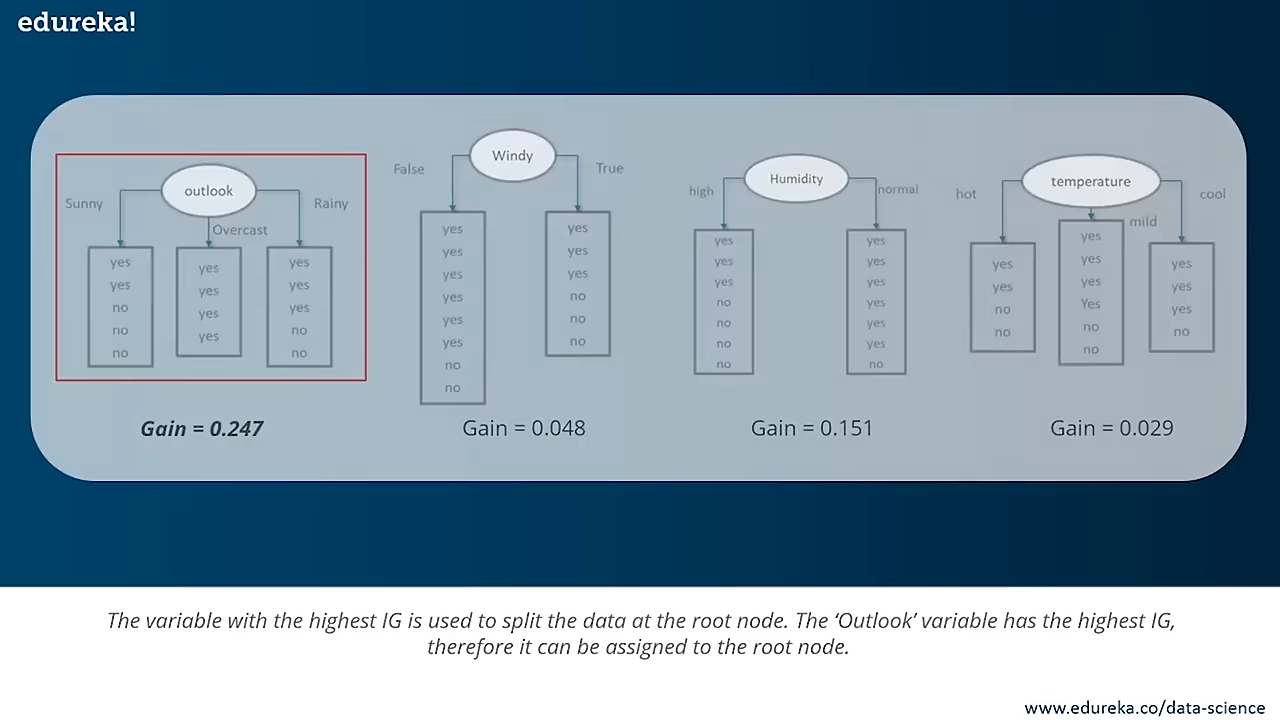 edureka!
outlook
Sunny
Overcast
Rainy
yes
yes
no
no
no
yes
yes
yes
yes
yes
yes
yes
no
no
Gain = 0.247
Windy
False
True
yes
yes
yes
yes
yes
yes
no
no
yes
yes
yes
no
no
no
Gain = 0.048
Humidity
high
normal
yes
yes
yes
no
no
no
no
yes
yes
yes
yes
yes
yes
no
Gain = 0.151
temperature
hot
mild
cool
yes
yes
no
no
yes
yes
yes
Yes
no
no
yes
yes
yes
no
Gain = 0.029
The variable with the highest IG is used to split the data at the root node. The ‘Outlook’ variable has the highest IG,
therefore it can be assigned to the root node.
www.edureka.co/data-science